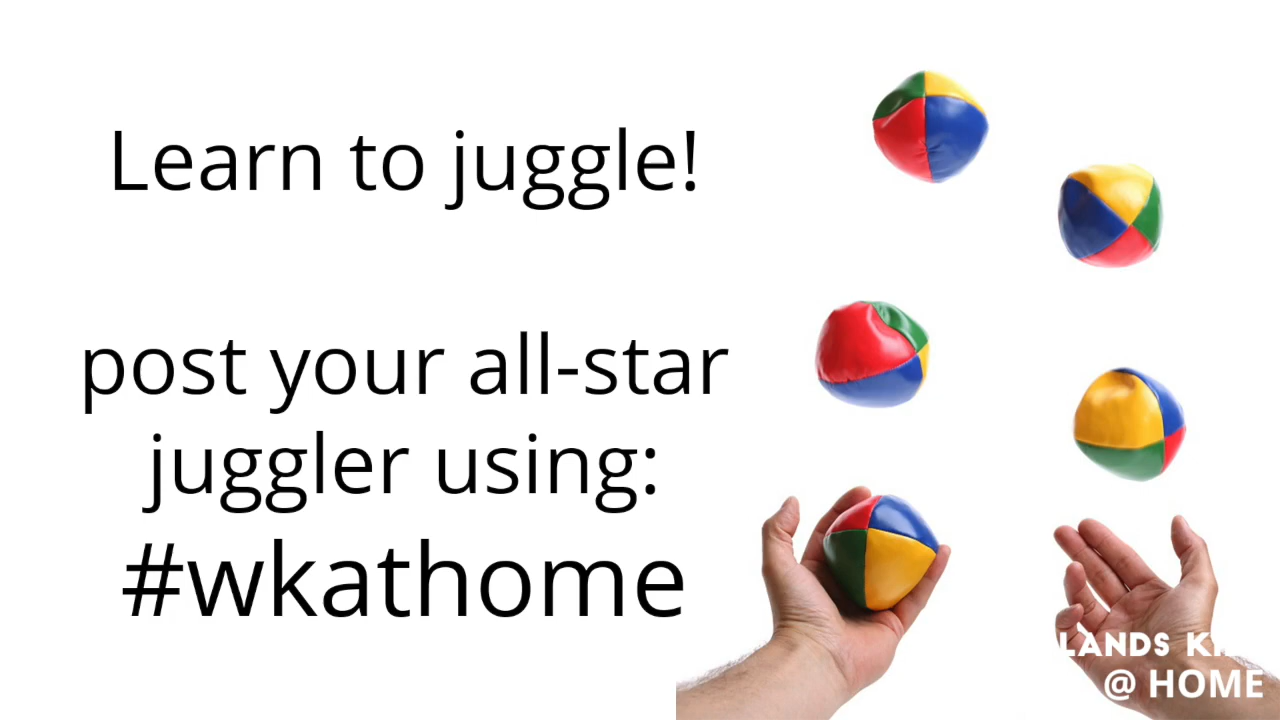 Learn to juggle!
post your all-star
juggler using:
#wkathome
@ HOME